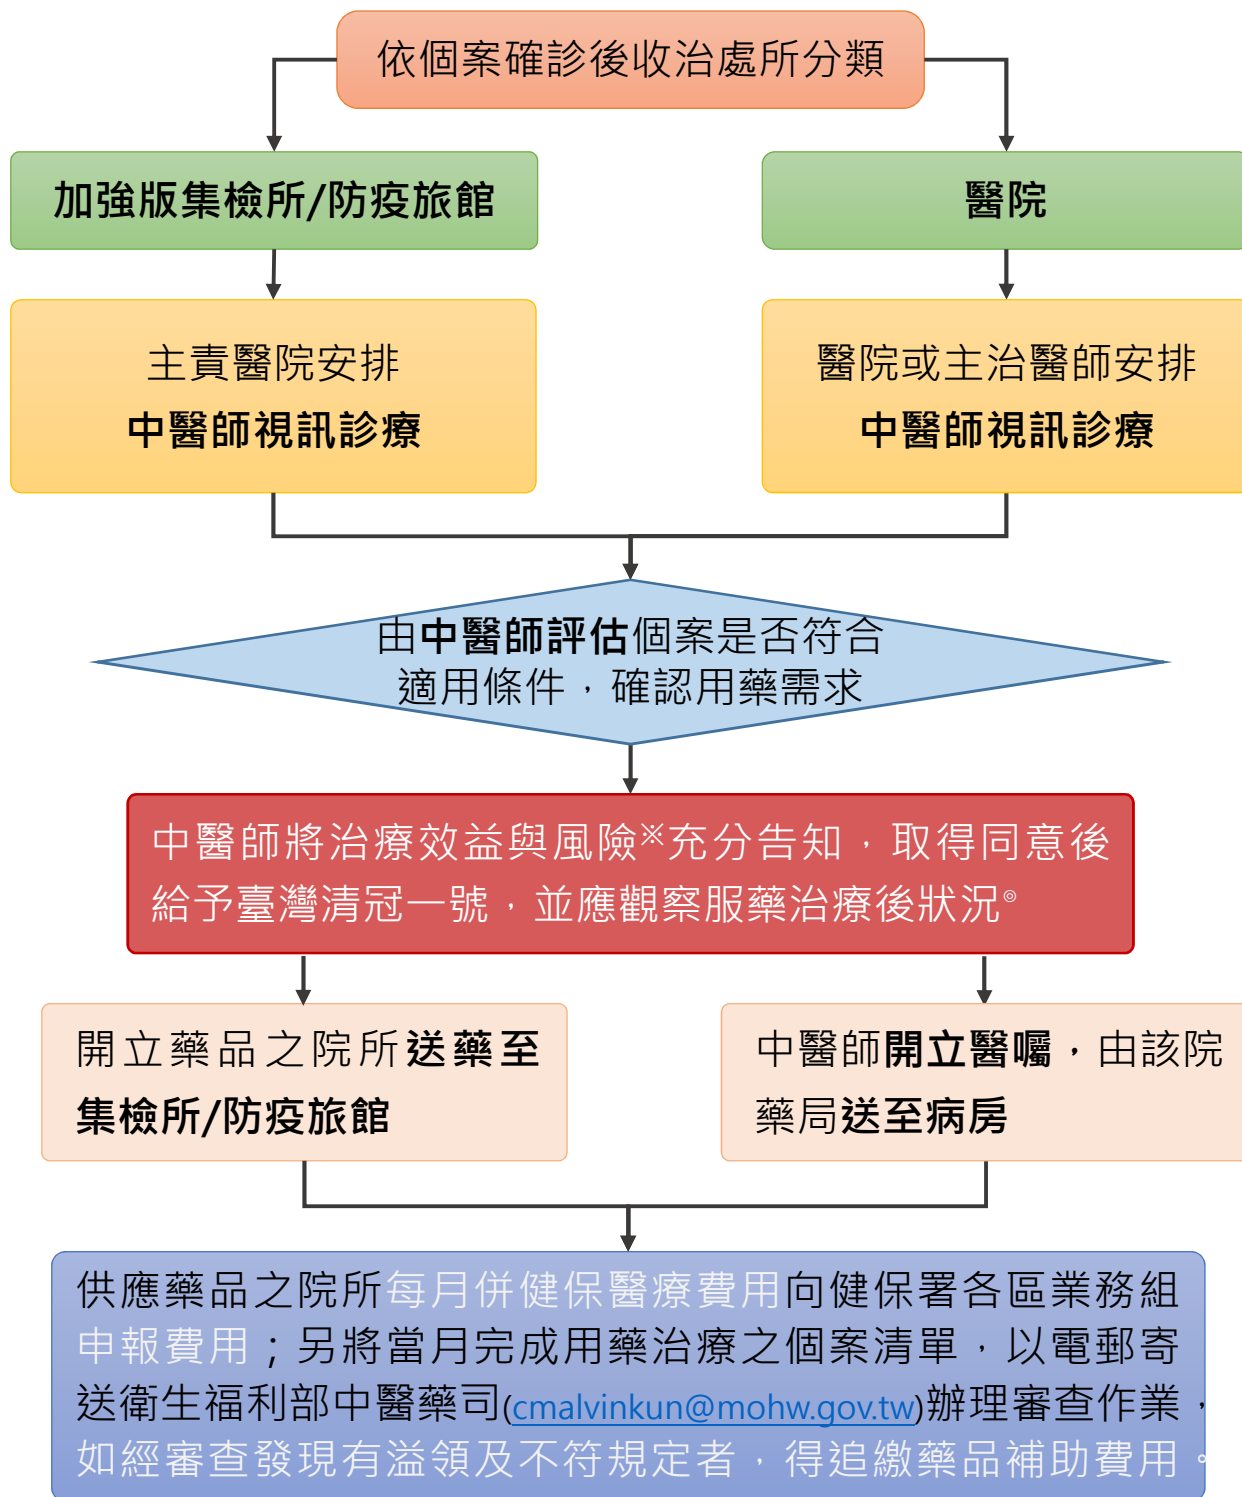 依個案確診後收治處所分類
加強版集檢所/防疫旅館
醫院
主責醫院安排
中醫師視訊診療
醫院或主治醫師安排
中醫師視訊診療
由中醫師評估個案是否符合
適用條件，確認用藥需求
中醫師將治療效益與風險※充分告知，取得同意後
給予臺灣清冠一號，並應觀察服藥治療後狀況◎
開立藥品之院所送藥至
集檢所/防疫旅館
中醫師開立醫囑，由該院
藥局送至病房
供應藥品之院所每月併健保醫療費用向健保署各區業務組
申報費用；另將當月完成用藥治療之個案清單，以電郵寄
送衛生福利部中醫藥司(cmalvinkun@mohw.gov.tw)辦理審查作業，
如經審查發現有溢領及不符規定者，得追繳藥品補助費用。